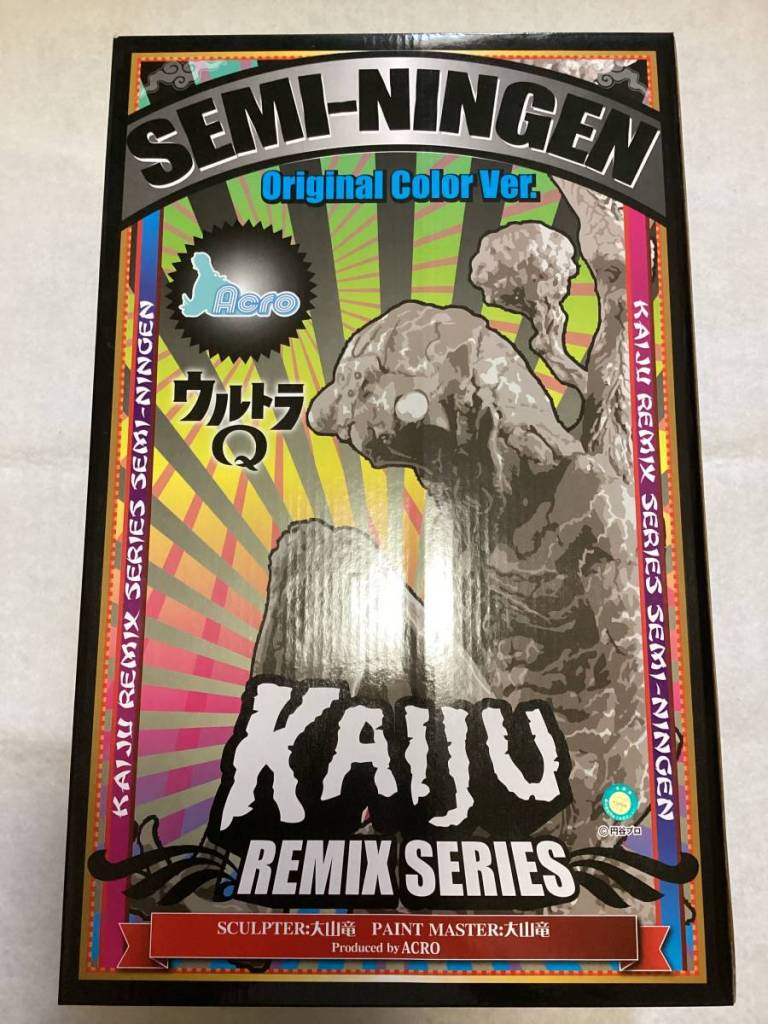 SEMI-NINGEN
Original Color Ver.
Acro
ウルトラ
Q
KAIJU REMIX SERIES SEMI-NINGEN
KAIJU REMIX SERIES SEMI-NINGEN
KAIJU
REMIX SERIES
©円谷プロ
SCULPTER:大山竜 PAINT MASTER:大山竜
Produced by ACRO